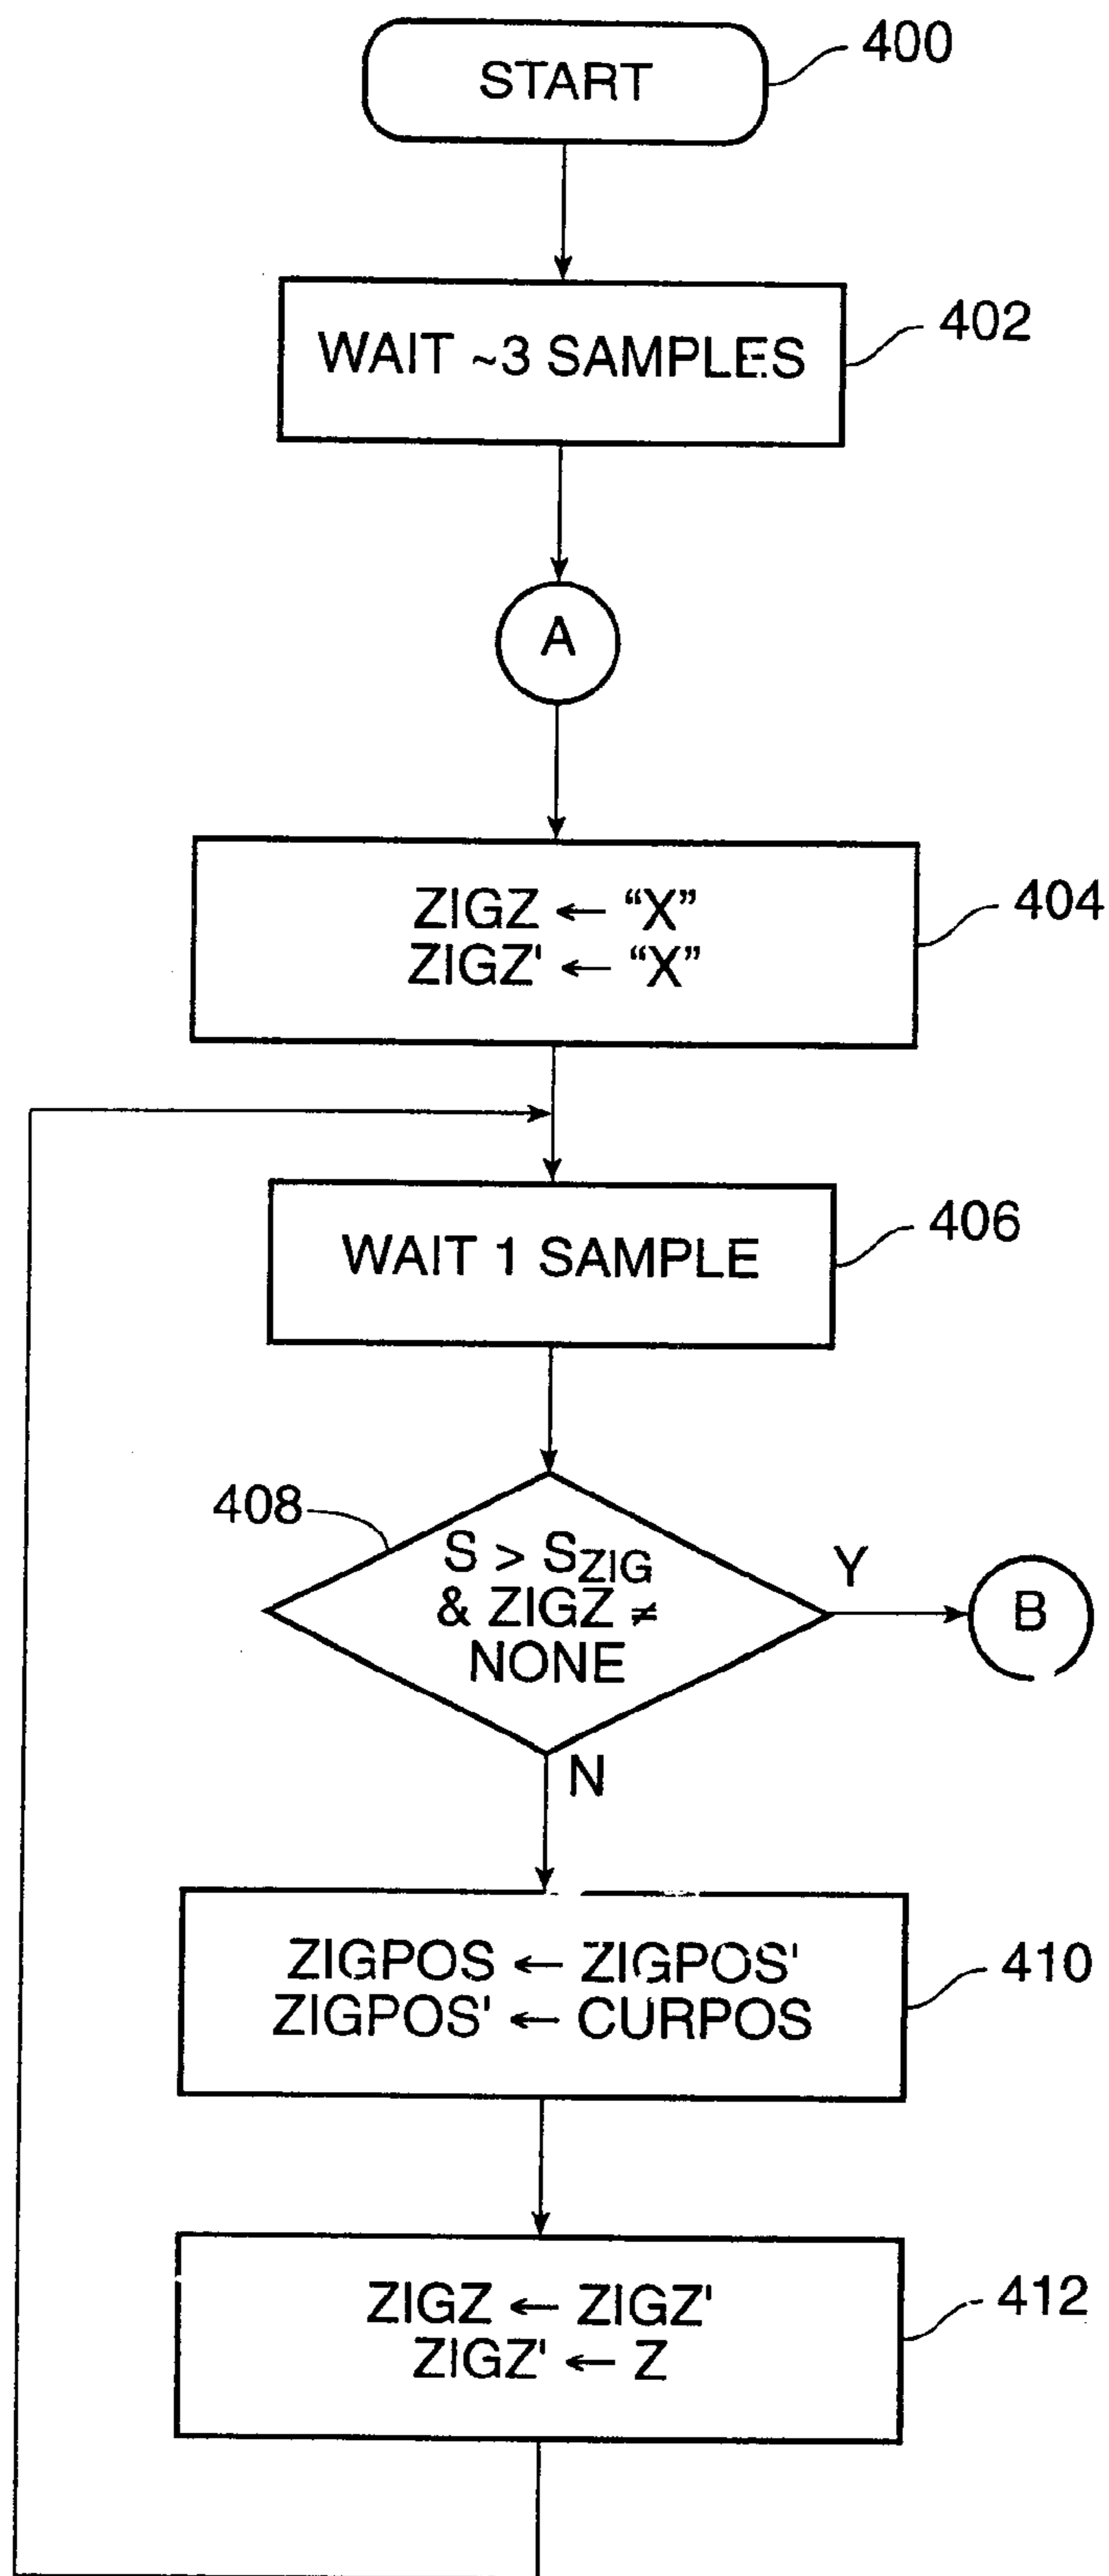 START
400
WAIT ~3 SAMPLES
402
A
ZIGZ ← “X”
ZIGZ' ← “X”
404
WAIT 1 SAMPLE
406
408
S > SZIG
& ZIGZ ≠
NONE
Y
B
N
ZIGPOS ← ZIGPOS'
ZIGPOS' ← CURPOS
410
ZIGZ ← ZIGZ'
ZIGZ' ← Z
412